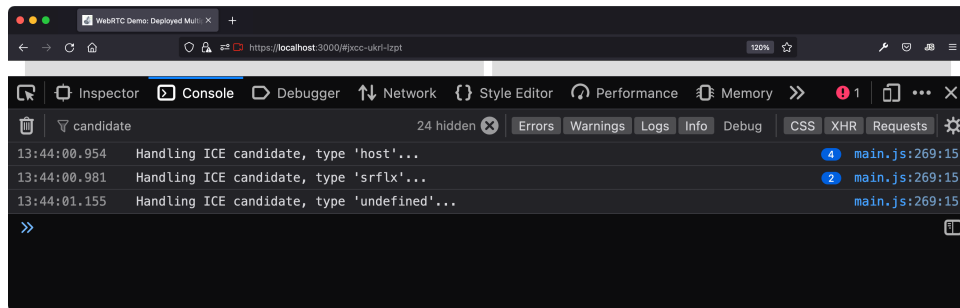 WebRTC Demo: Deployed Multi
https://localhost:3000/#jxcc-ukrl-lzpt 120%
Inspector Console Debugger Network Style Editor Performance Memory 1
candidate 24 hidden Errors Warnings Logs Info Debug CSS XHR Requests
13:44:00.954 Handling ICE candidate, type 'host'... 4 main.js:269:15
13:44:00.981 Handling ICE candidate, type 'srflx'... 2 main.js:269:15
13:44:01.155 Handling ICE candidate, type 'undefined'... main.js:269:15